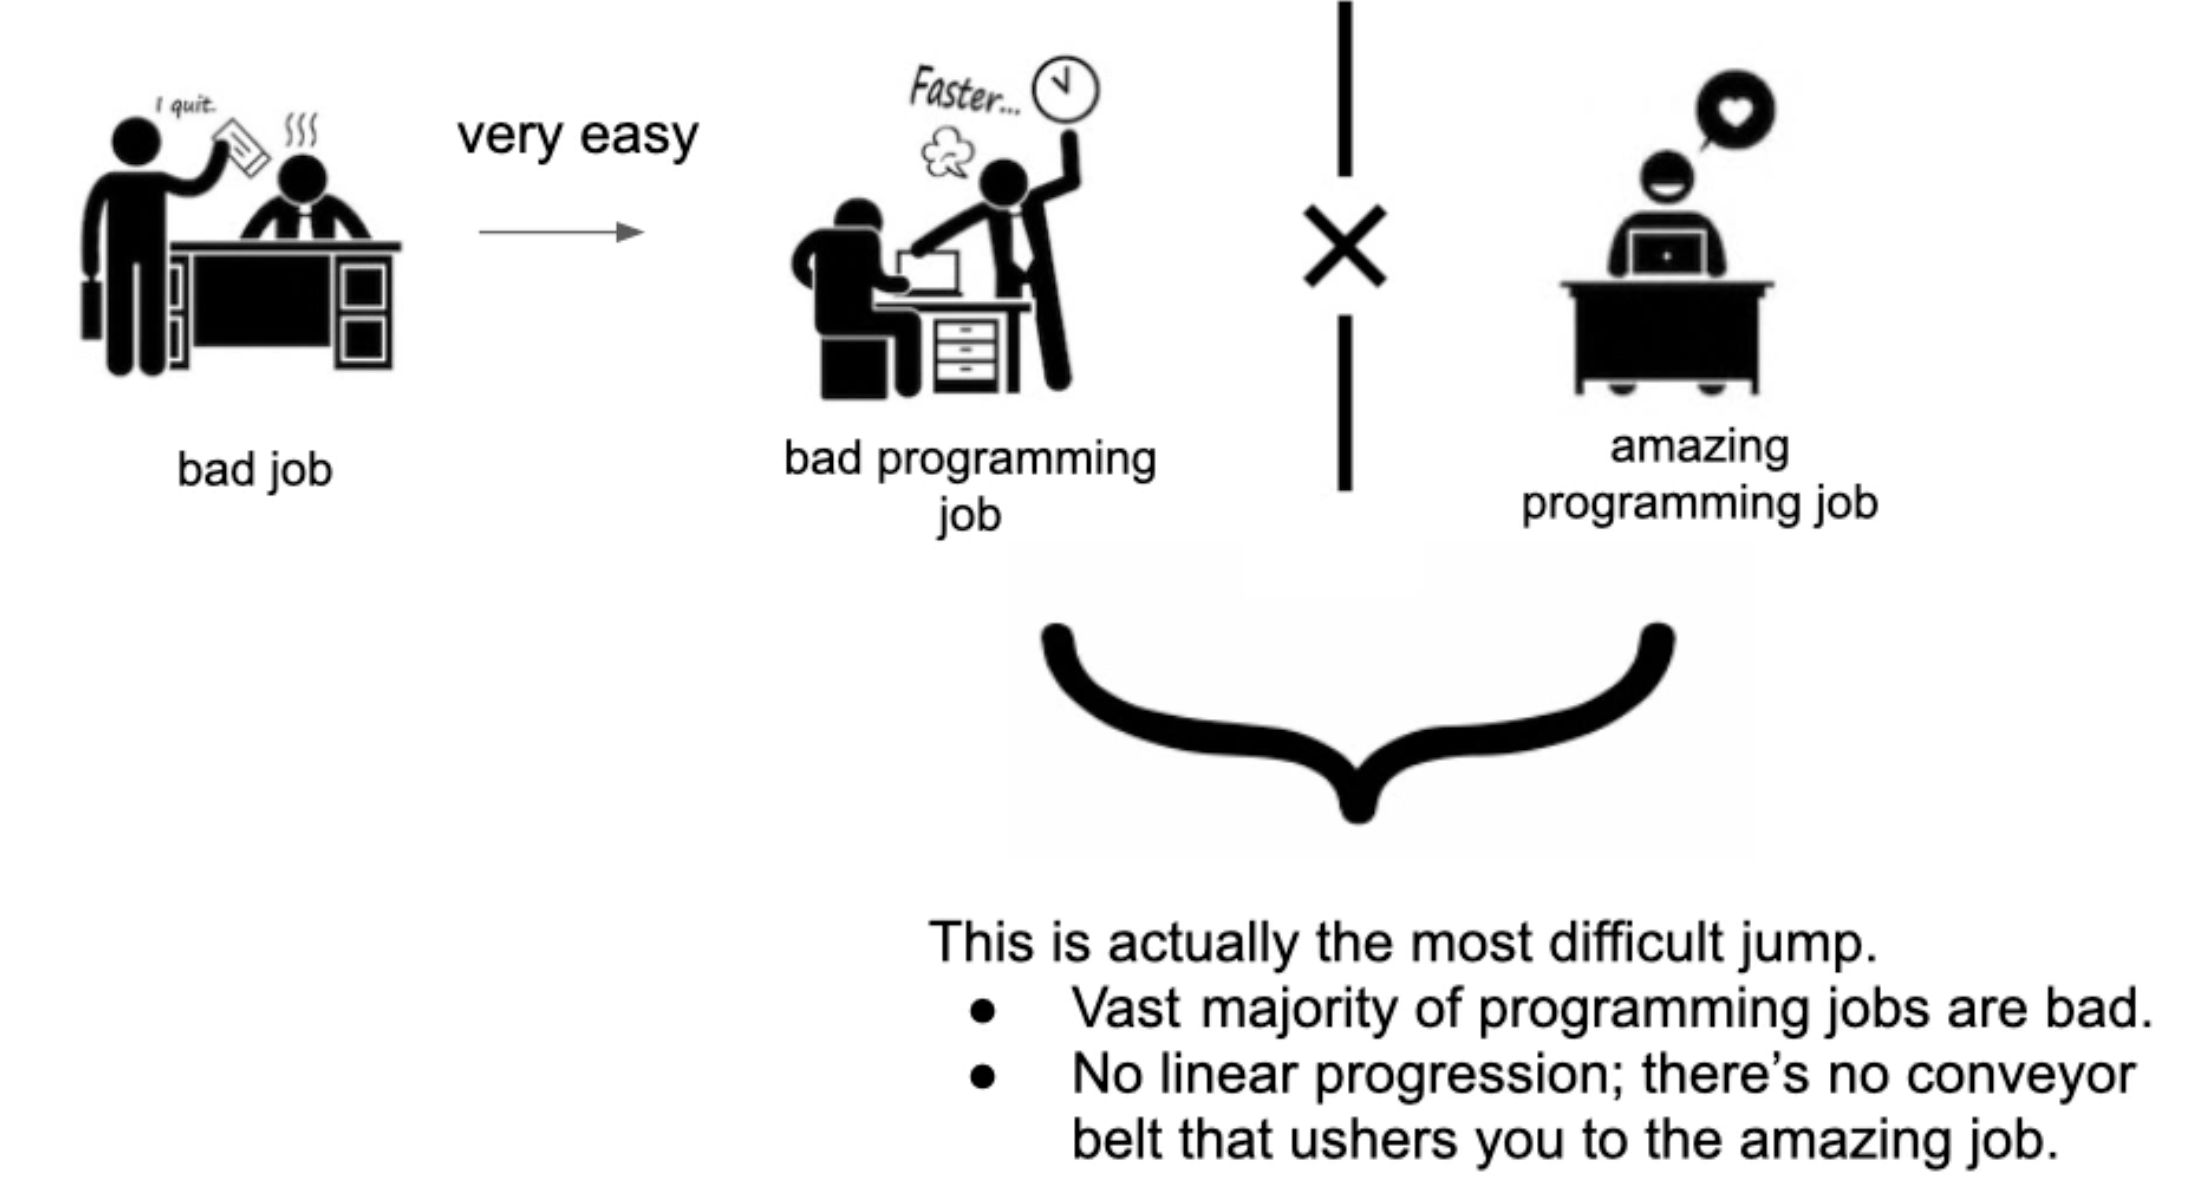 I quit.
very easy
Faster...
bad job
bad programming
job
amazing
programming job
This is actually the most difficult jump.
● Vast majority of programming jobs are bad.
● No linear progression; there’s no conveyor
belt that ushers you to the amazing job.